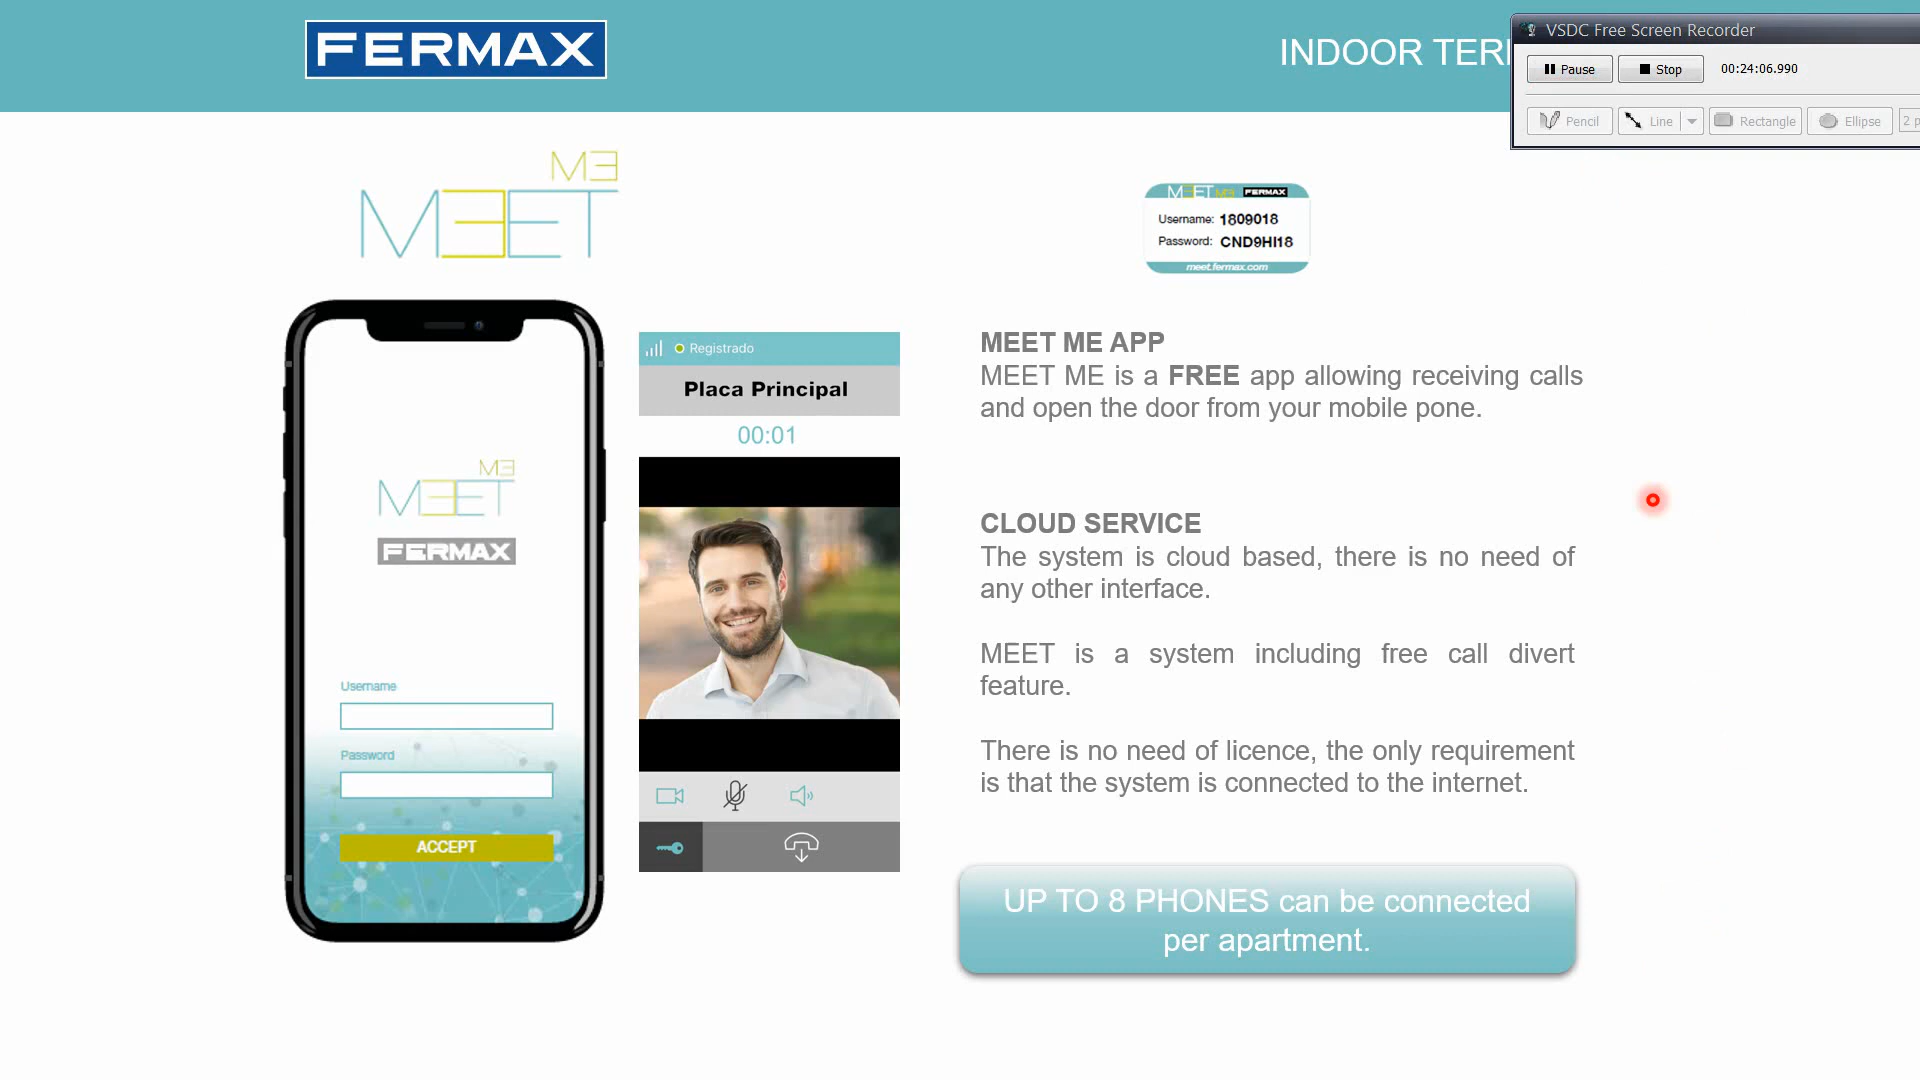 FERMAX
INDOOR TER
VSDC Free Screen Recorder
Pause
Stop
00:24:06.990
Pencil
Line
Rectangle
Ellipse
2 p
M3
MEET
MEET ME FERMAX
Username: 1809018
Password: CND9HI18
meet.fermax.com
M3
MEET
FERMAX
Username
Password
ACCEPT
Registrado
Placa Principal
00:01
MEET ME APP
MEET ME is a FREE app allowing receiving calls
and open the door from your mobile pone.
CLOUD SERVICE
The system is cloud based, there is no need of
any other interface.
MEET is a system including free call divert
feature.
There is no need of licence, the only requirement
is that the system is connected to the internet.
UP TO 8 PHONES can be connected
per apartment.